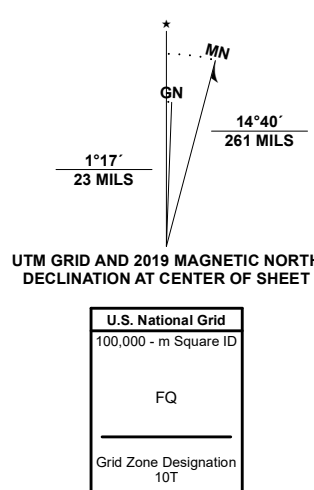 ★
MN
GN
14°40´
261 MILS
1°17´
23 MILS
UTM GRID AND 2019 MAGNETIC NORTH
DECLINATION AT CENTER OF SHEET
U.S. National Grid
100,000 - m Square ID
FQ
Grid Zone Designation
10T